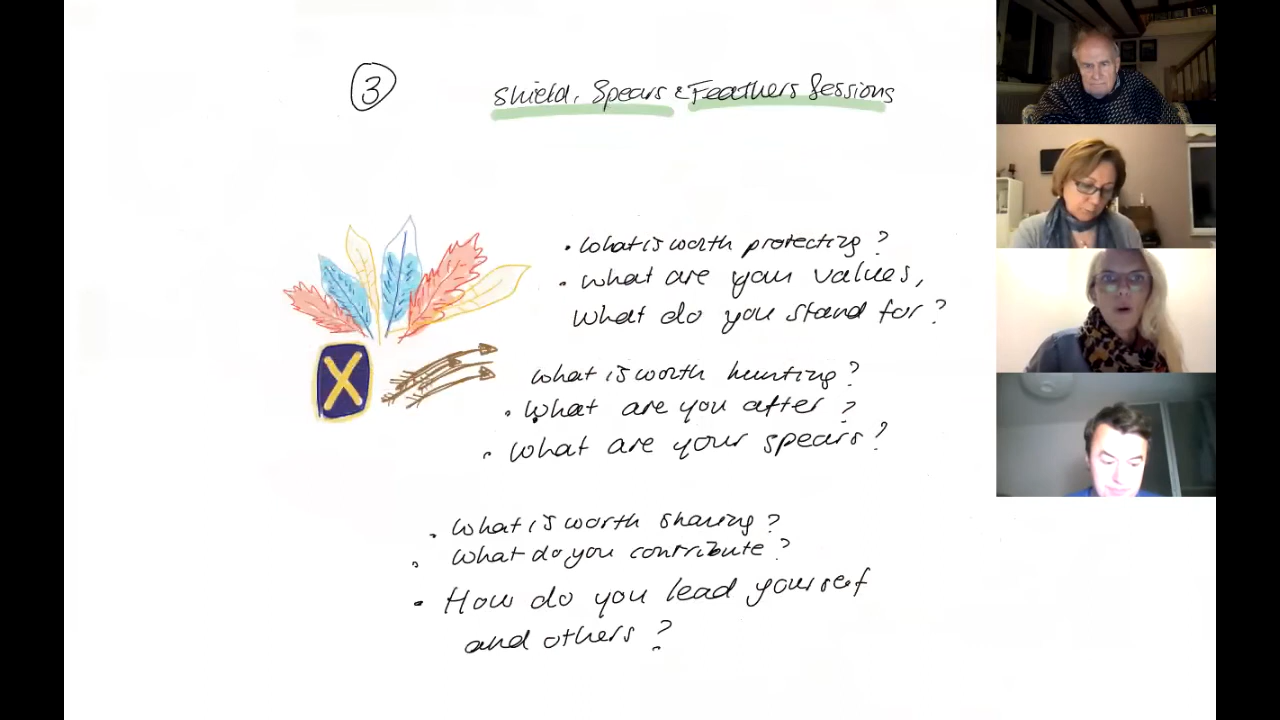 3
Shield, Spears & Feathers Sessions
• What is worth protecting?
• What are your values,
What do you stand for?
X
What is worth hunting?
• What are you after?
• What are your spears?
• What is worth sharing?
• What do you contribute?
• How do you lead yourself
and others?